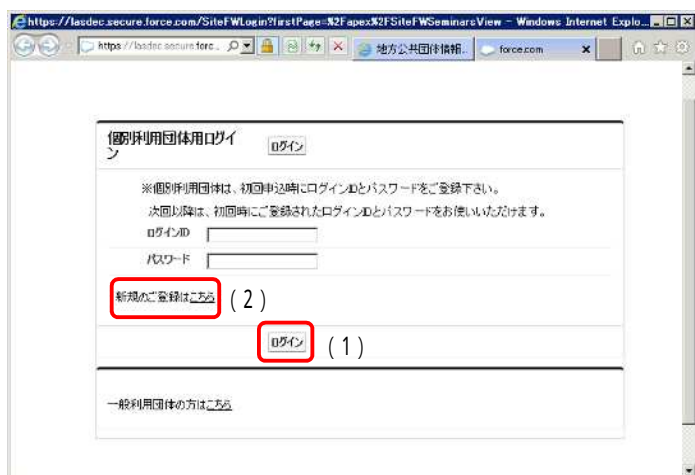 https://lasdec.secure.force.com/SiteFWLogin?firstPage=%2Fapex%2FSiteFWSeminarsView - Windows Internet Explo...
https://lasdec.secure.forc... 地方公共団体情報... force.com
個別利用団体用ログイン ログイン
※個別利用団体は、初回申込時にログインIDとパスワードをご登録下さい。
次回以降は、初回時にご登録されたログインIDとパスワードをお使いいただけます。
ログインID
パスワード
新規のご登録はこちら (2)
ログイン (1)
一般利用団体の方はこちら